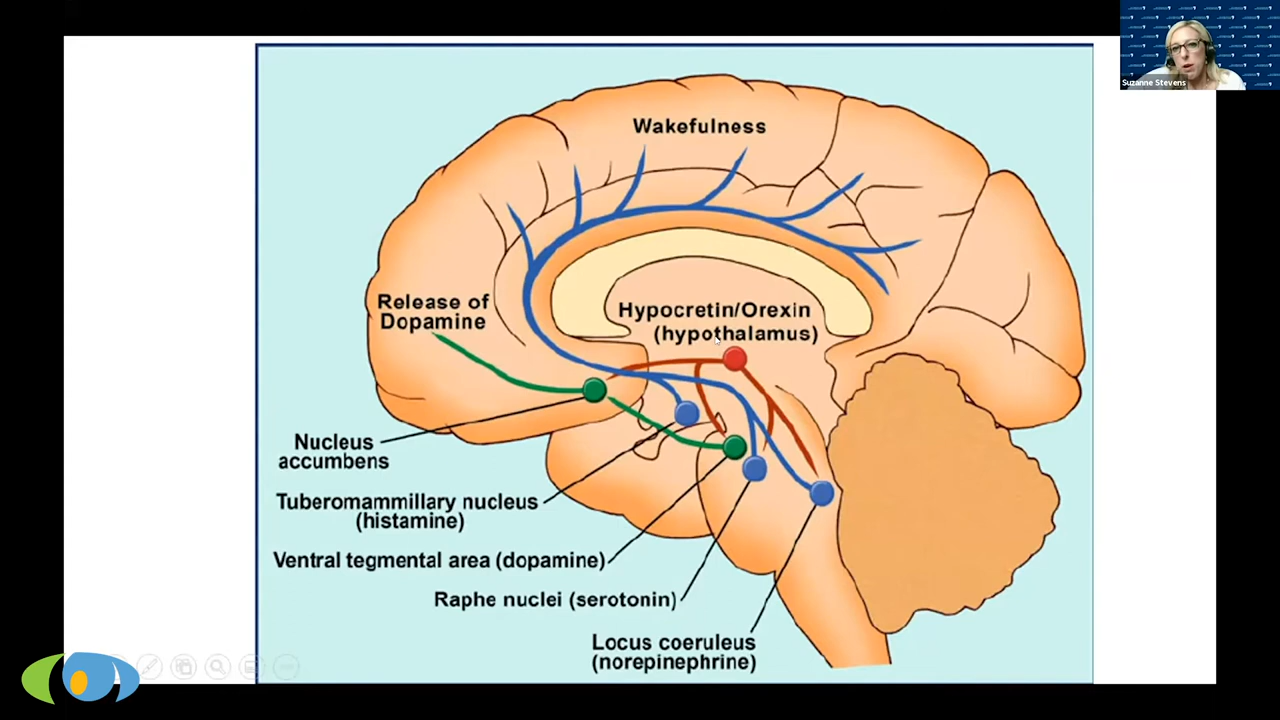 Suzanne Stevens
Wakefulness
Release of
Dopamine
Hypocretin/Orexin
(hypothalamus)
Nucleus
accumbens
Tuberomammillary nucleus
(histamine)
Ventral tegmental area (dopamine)
Raphe nuclei (serotonin)
Locus coeruleus
(norepinephrine)